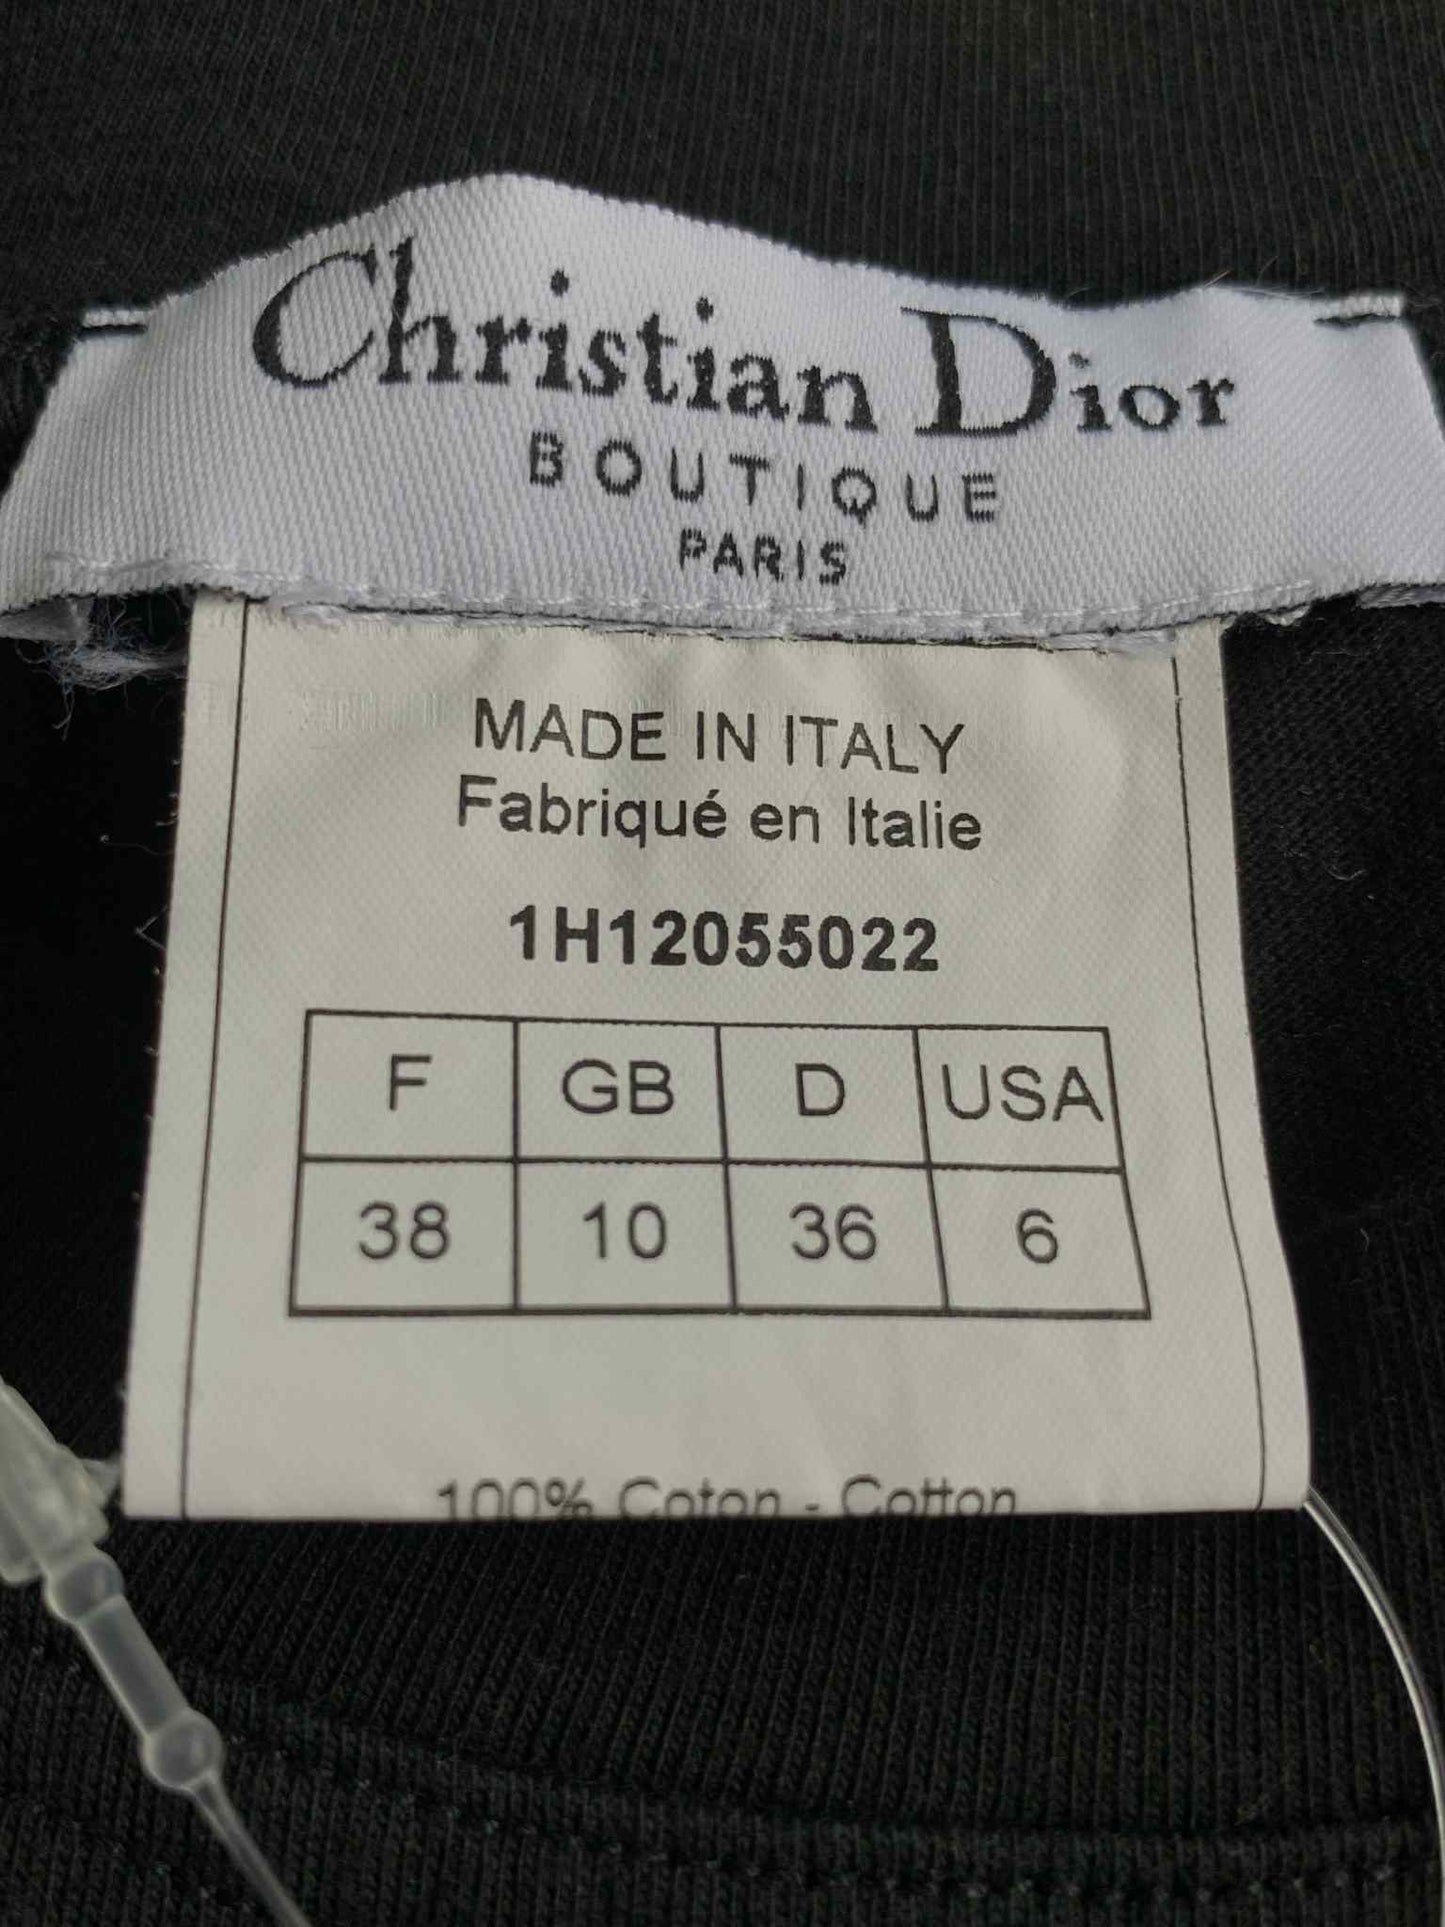 Christian Dior
BOUTIQUE
PARIS
MADE IN ITALY
Fabriqué en Italie
1H12055022
F GB D USA
38 10 36 6
100% Coton - Cotton